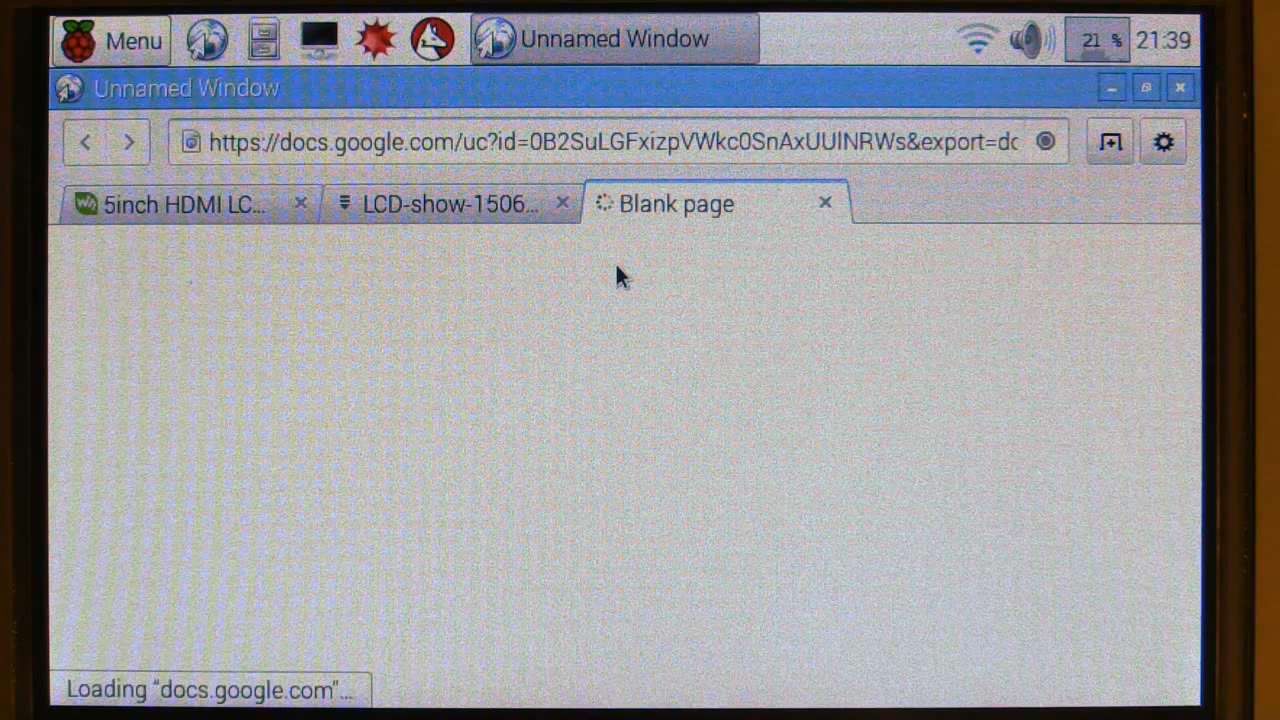 Menu Unnamed Window 21 % 21:39
Unnamed Window
https://docs.google.com/uc?id=0B2SuLGFxizpVWkc0SnAxUUlNRWs&export=dc
5inch HDMI LC... LCD-show-1506... Blank page
Loading "docs.google.com"...